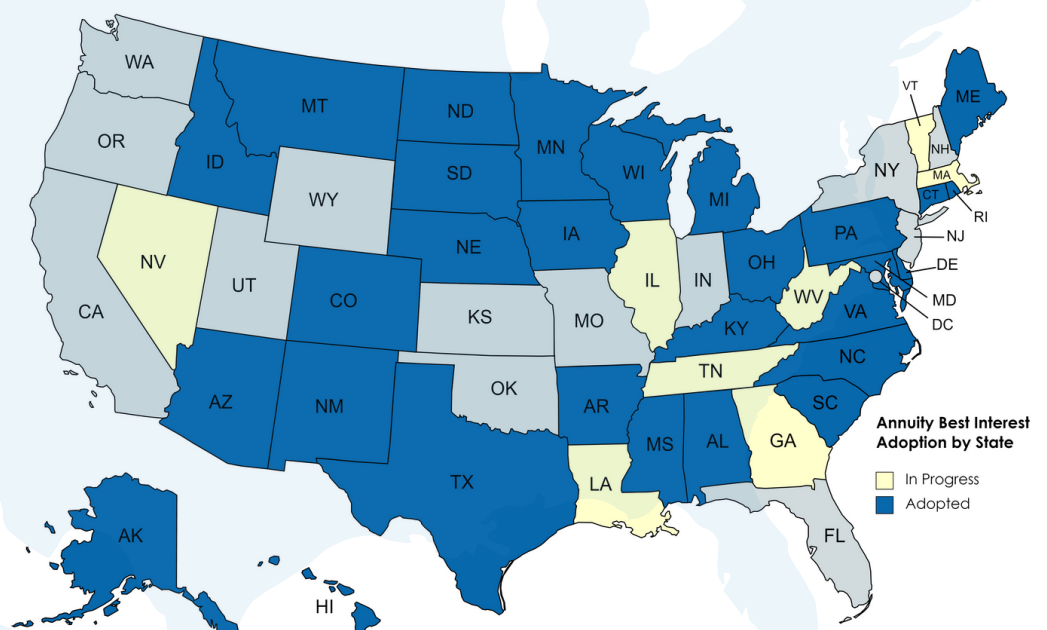 WA
MT
ND
MN
VT
ME
OR
ID
SD
WI
MI
NY
NH
MA
CT
RI
WY
NE
IA
PA
NJ
NV
UT
CO
IL
IN
OH
DE
MD
DC
WV
VA
CA
KS
MO
KY
NC
TN
AZ
NM
OK
AR
SC
MS
AL
GA
TX
LA
FL
AK
HI
Annuity Best Interest
Adoption by State
In Progress
Adopted